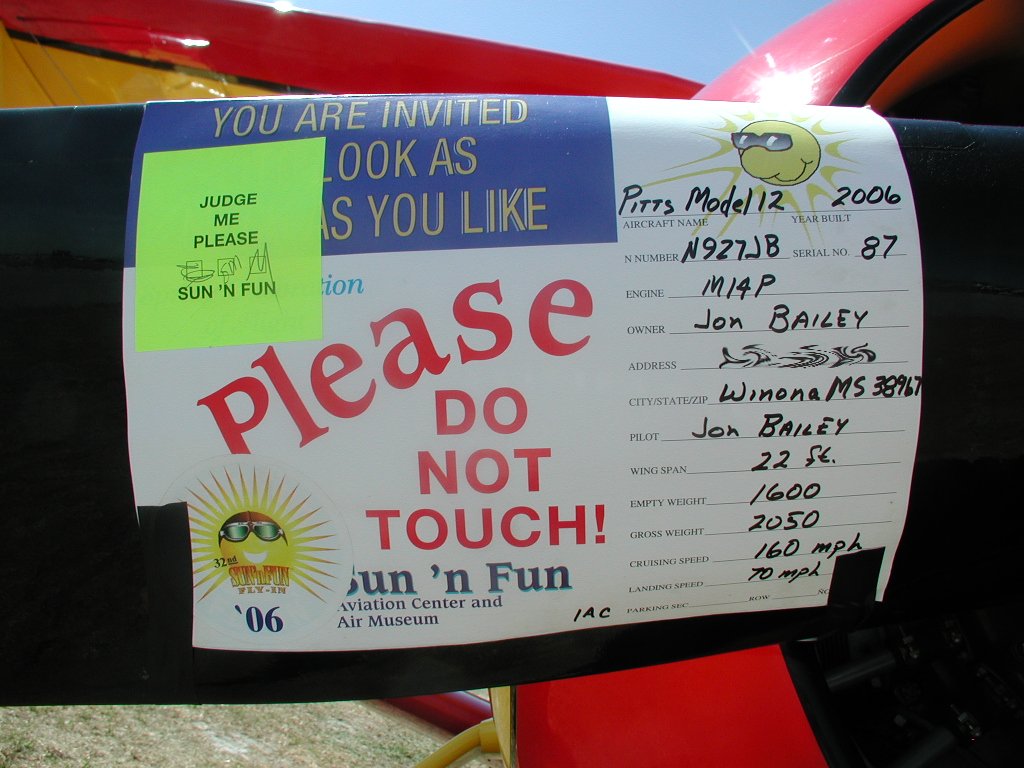 YOU ARE INVITED
LOOK AS
AS YOU LIKE
JUDGE
ME
PLEASE
SUN 'N FUN
tion
Please
DO
NOT
TOUCH!
Sun 'n Fun
Aviation Center and
Air Museum
32nd
SUN 'n FUN
FLY-IN
'06
IAC
Pitts Model 12 2006
AIRCRAFT NAME YEAR BUILT
N NUMBER N927JB SERIAL NO. 87
ENGINE M14P
OWNER Jon BAILEY
ADDRESS
CITY/STATE/ZIP Winona MS 38967
PILOT Jon BAILEY
WING SPAN 22 ft.
EMPTY WEIGHT 1600
GROSS WEIGHT 2050
CRUISING SPEED 160 mph
LANDING SPEED 70 mph
PARKING SEC. ROW